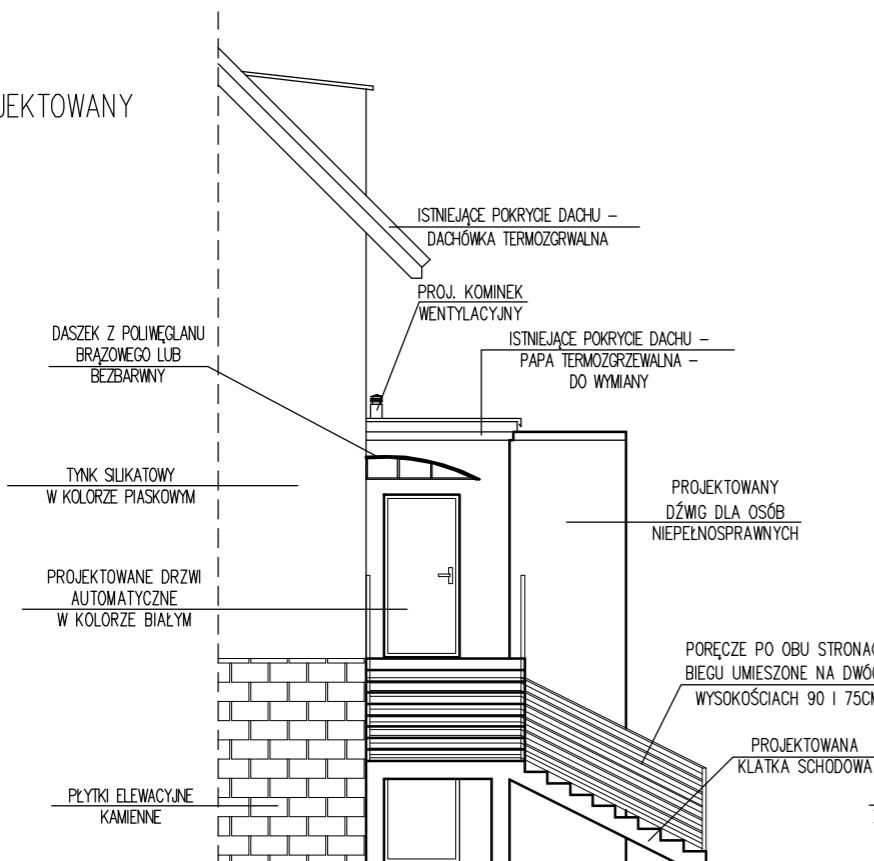 JEKTOWANY
ISTNIEJĄCE POKRYCIE DACHU –
DACHÓWKA TERMOZGRWALNA
PROJ. KOMINEK
WENTYLACYJNY
DASZEK Z POLIWĘGLANU
BRĄZOWEGO LUB
BEZBARWNY
ISTNIEJĄCE POKRYCIE DACHU –
PAPA TERMOZGRZEWALNA –
DO WYMIANY
TYNK SILIKATOWY
W KOLORZE PIASKOWYM
PROJEKTOWANY
DŹWIG DLA OSÓB
NIEPEŁNOSPRAWNYCH
PROJEKTOWANE DRZWI
AUTOMATYCZNE
W KOLORZE BIAŁYM
PORĘCZE PO OBU STRONAC
BIEGU UMIESZONE NA DWÓC
WYSOKOŚCIACH 90 I 75CM
PROJEKTOWANA
KLATKA SCHODOWA
PŁYTKI ELEWACYJNE
KAMIENNE